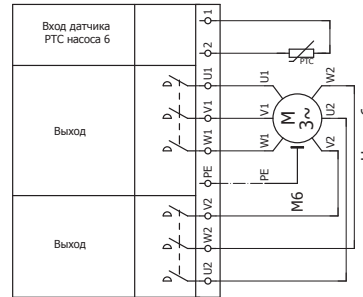 Вход датчика
PTC насоса 6
1
2
PTC
Выход
U1
V1
W1
PE
U1
V1
W1
PE
M
3~
M6
W2
U2
V2
Выход
V2
W2
U2